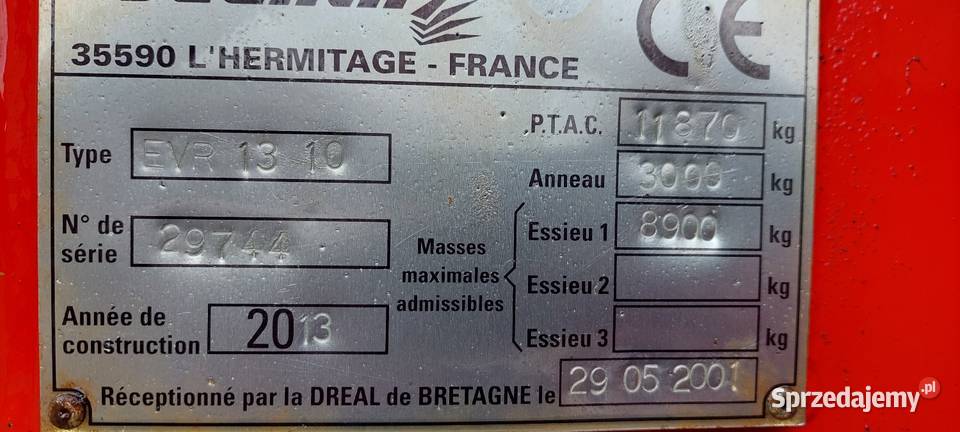 35590 L'HERMITAGE - FRANCE
CE
P.T.A.C. 11870 kg
Type EVR 13 10
Anneau 3000 kg
N° de série 29744
Masses maximales admissibles
Essieu 1 8900 kg
Essieu 2 kg
Année de construction 2013
Essieu 3 kg
Réceptionné par la DREAL de BRETAGNE le 29 05 2001
Sprzedajemy.pl